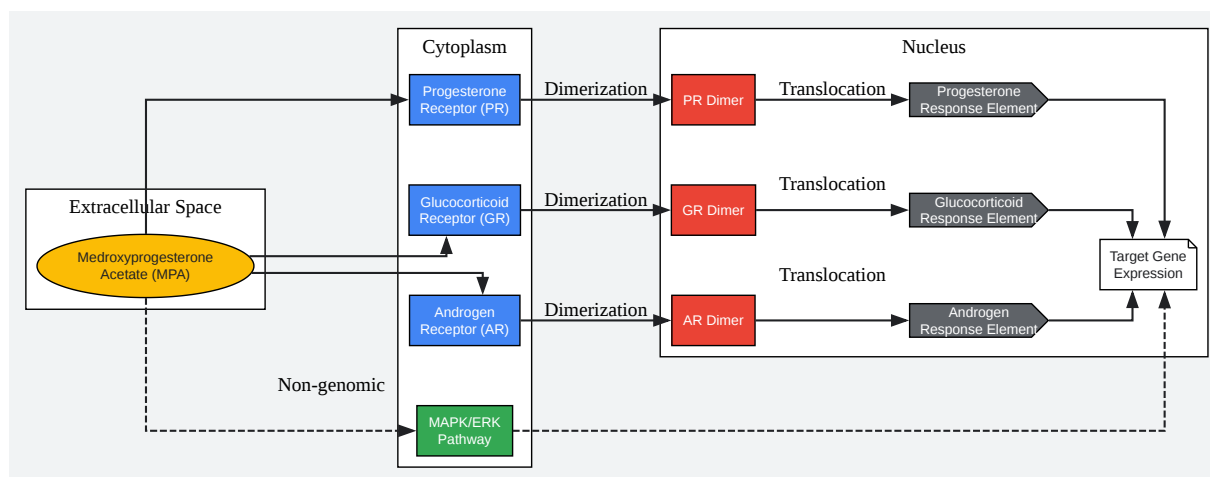 Cytoplasm
Nucleus
Progesterone
Receptor (PR)
Dimerization
PR Dimer
Translocation
Progesterone
Response Element
Extracellular Space
Medroxyprogesterone
Acetate (MPA)
Glucocorticoid
Receptor (GR)
Dimerization
GR Dimer
Translocation
Glucocorticoid
Response Element
Target Gene
Expression
Androgen
Receptor (AR)
Dimerization
AR Dimer
Translocation
Androgen
Response Element
Non-genomic
MAPK/ERK
Pathway